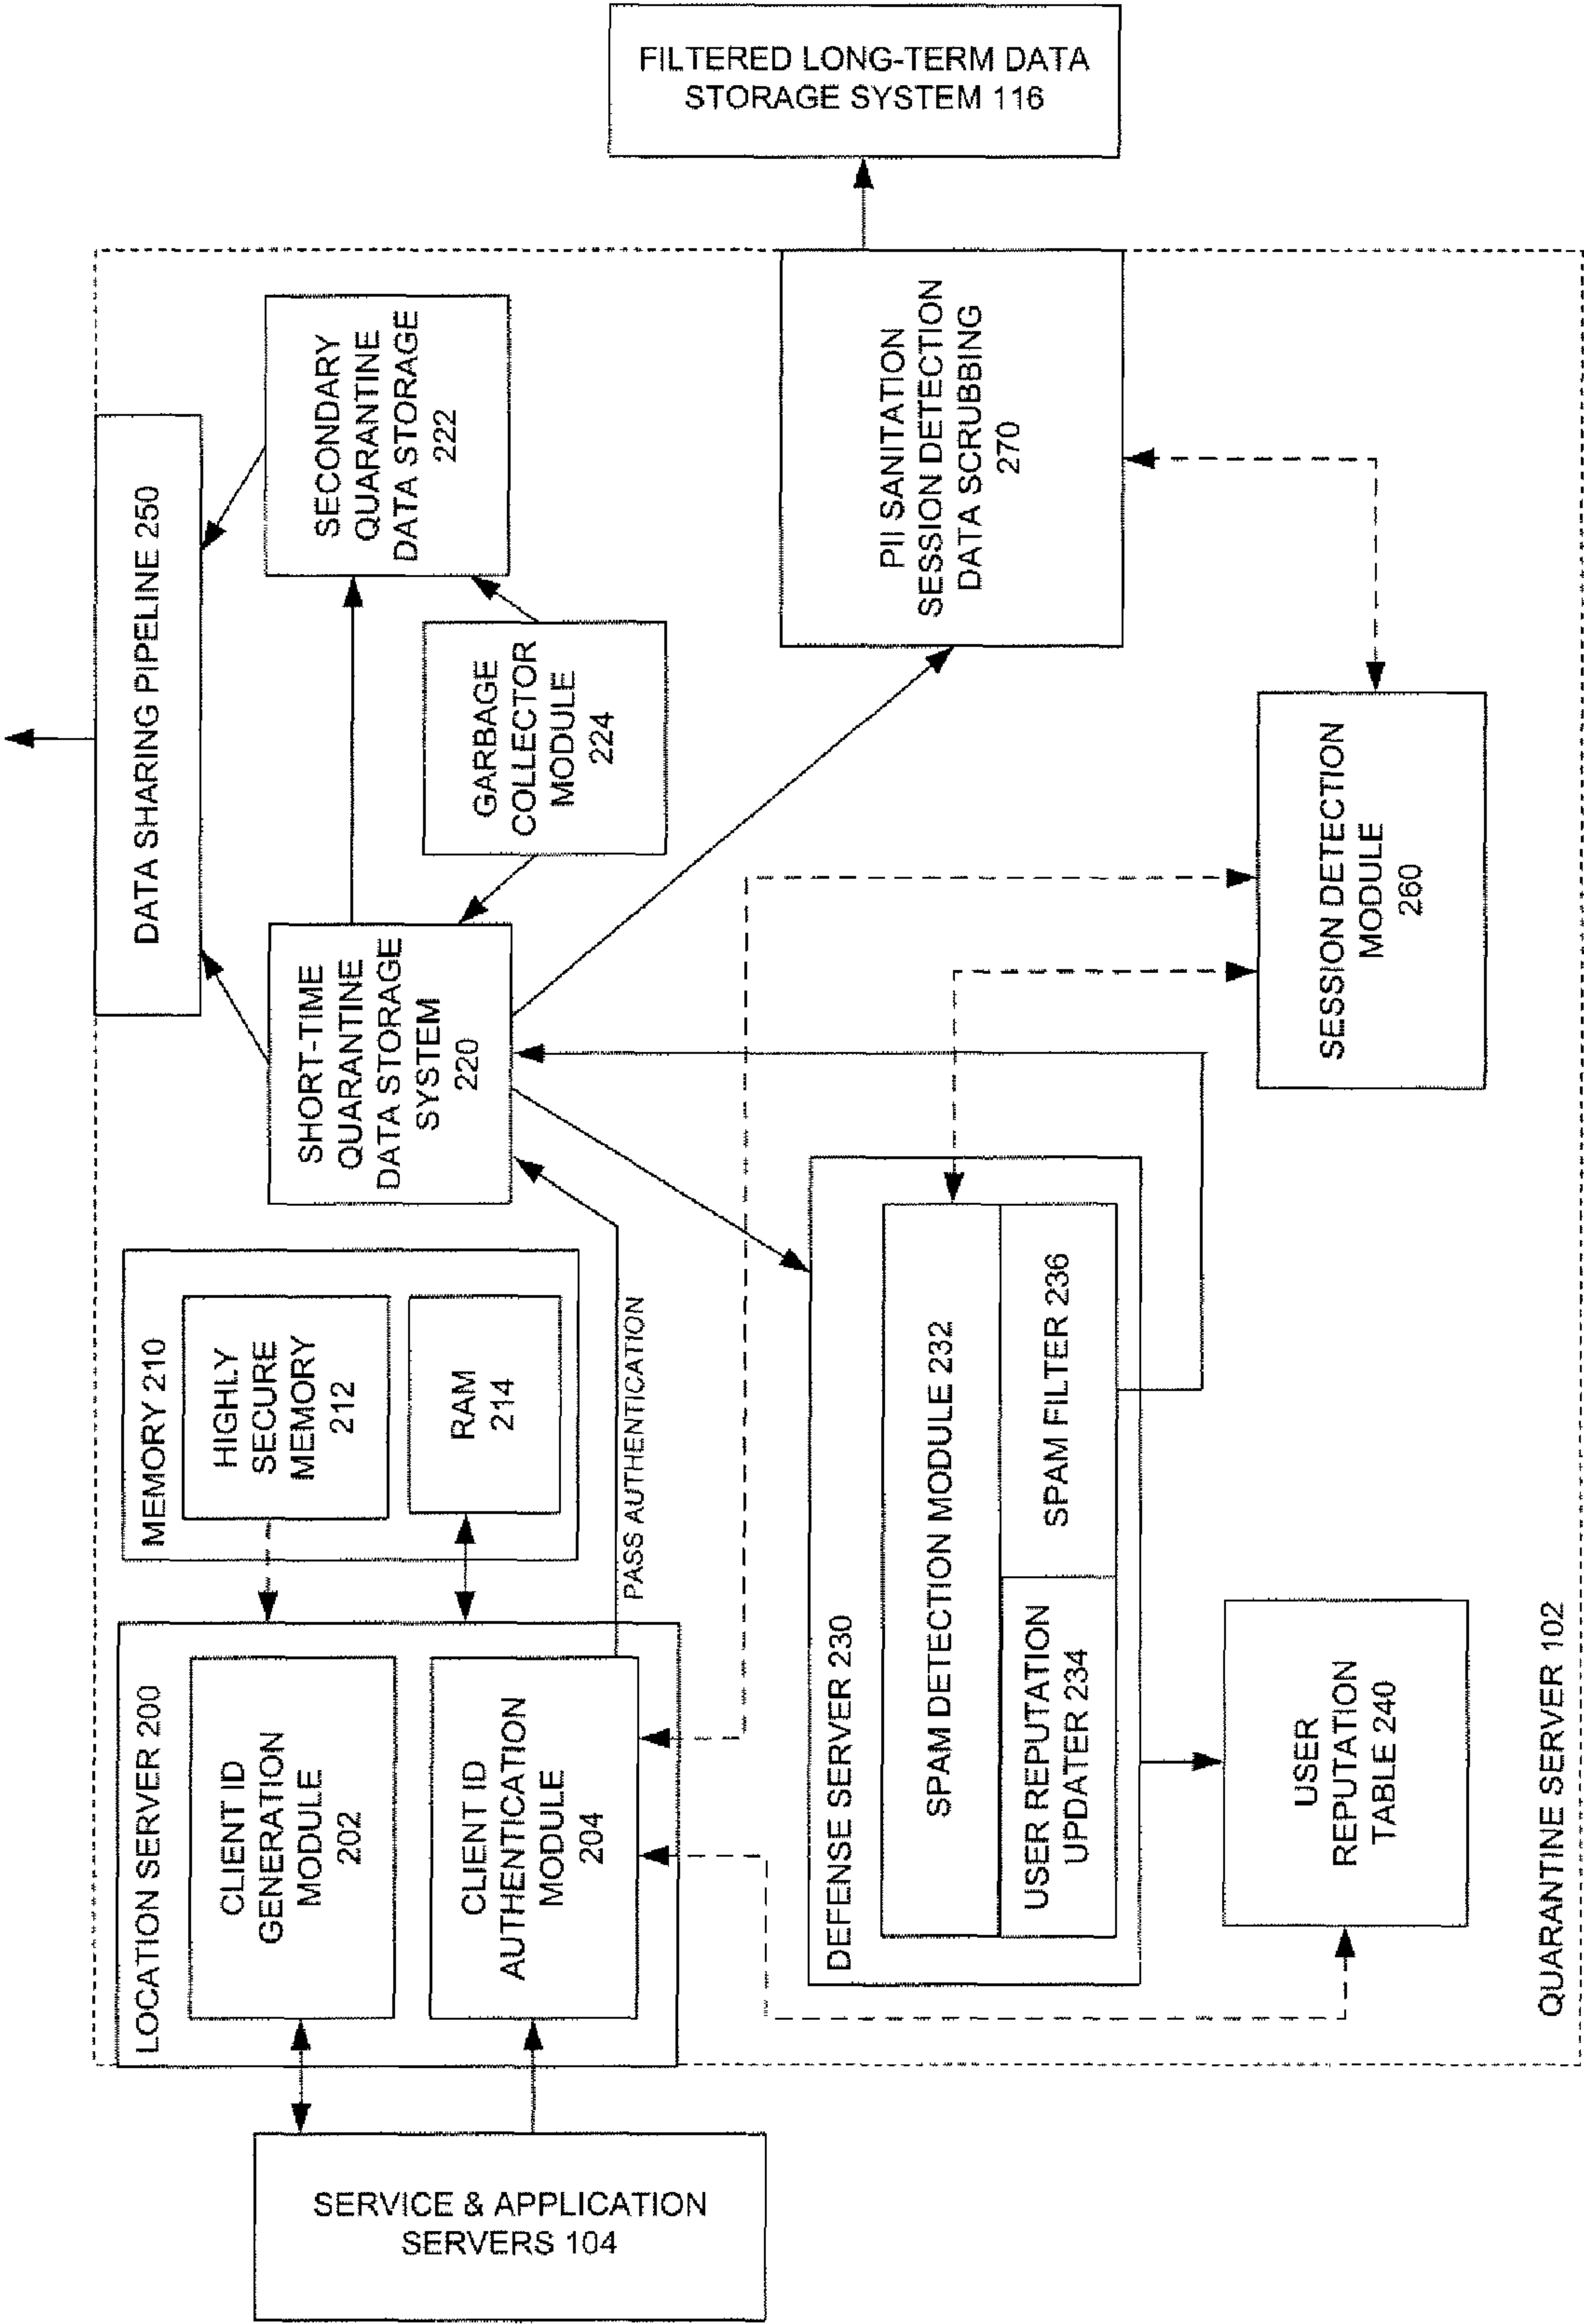 SERVICE & APPLICATION
SERVERS 104
LOCATION SERVER 200
CLIENT ID
GENERATION
MODULE
202
CLIENT ID
AUTHENTICATION
MODULE
204
MEMORY 210
HIGHLY
SECURE
MEMORY
212
RAM
214
PASS AUTHENTICATION
SHORT-TIME
QUARANTINE
DATA STORAGE
SYSTEM
220
DATA SHARING PIPELINE 250
GARBAGE
COLLECTOR
MODULE
224
SECONDARY
QUARANTINE
DATA STORAGE
222
DEFENSE SERVER 230
SPAM DETECTION MODULE 232
USER REPUTATION
UPDATER 234
SPAM FILTER 236
USER
REPUTATION
TABLE 240
SESSION DETECTION
MODULE
260
PII SANITATION
SESSION DETECTION
DATA SCRUBBING
270
FILTERED LONG-TERM DATA
STORAGE SYSTEM 116
QUARANTINE SERVER 102